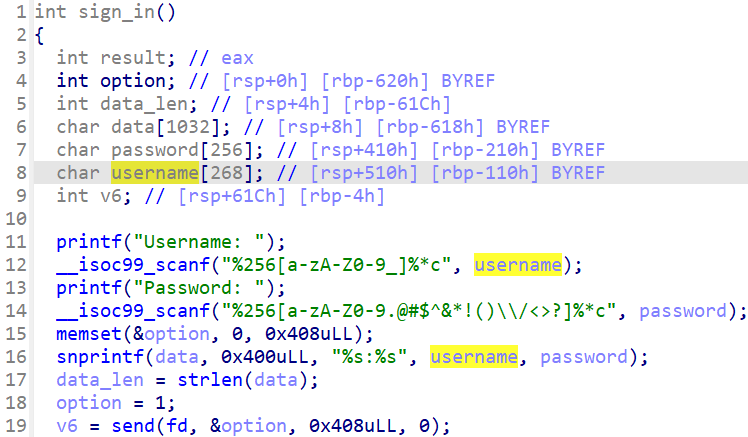 1 int sign_in()
2 {
3 int result; // eax
4 int option; // [rsp+0h] [rbp-620h] BYREF
5 int data_len; // [rsp+4h] [rbp-61Ch]
6 char data[1032]; // [rsp+8h] [rbp-618h] BYREF
7 char password[256]; // [rsp+410h] [rbp-210h] BYREF
8 char username[268]; // [rsp+510h] [rbp-110h] BYREF
9 int v6; // [rsp+61Ch] [rbp-4h]
10
11 printf("Username: ");
12 __isoc99_scanf("%256[a-zA-Z0-9_]%*c", username);
13 printf("Password: ");
14 __isoc99_scanf("%256[a-zA-Z0-9.@#$^&*!()\\/<>?]%*c", password);
15 memset(&option, 0, 0x408uLL);
16 snprintf(data, 0x400uLL, "%s:%s", username, password);
17 data_len = strlen(data);
18 option = 1;
19 v6 = send(fd, &option, 0x408uLL, 0);